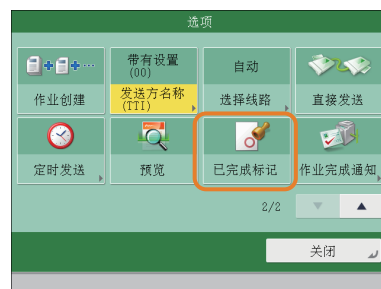 选项
带有设置
(00)
自动
作业创建
发送方名称
(TTI)
选择线路
直接发送
定时发送
预览
已完成标记
作业完成通知
2/2
关闭